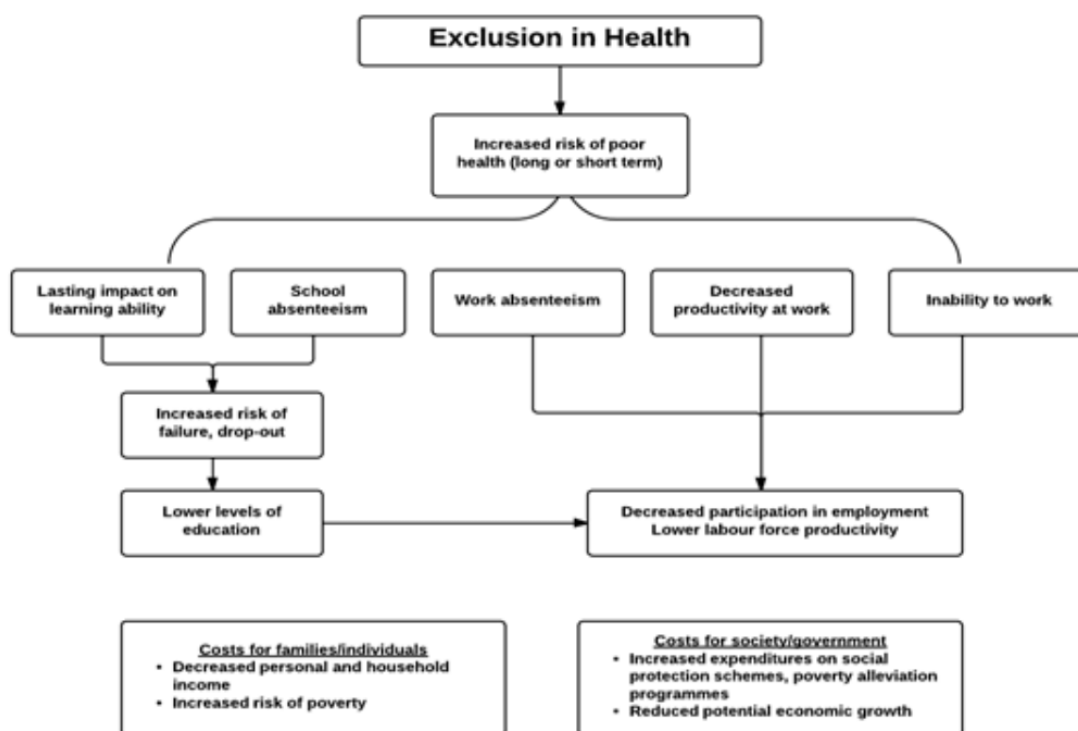 Exclusion in Health
Increased risk of poor
health (long or short term)
Lasting impact on
learning ability
School
absenteeism
Work absenteeism
Decreased
productivity at work
Inability to work
Increased risk of
failure, drop-out
Lower levels of
education
Decreased participation in employment
Lower labour force productivity
Costs for families/individuals
• Decreased personal and household
income
• Increased risk of poverty
Costs for society/government
• Increased expenditures on social
protection schemes, poverty alleviation
programmes
• Reduced potential economic growth